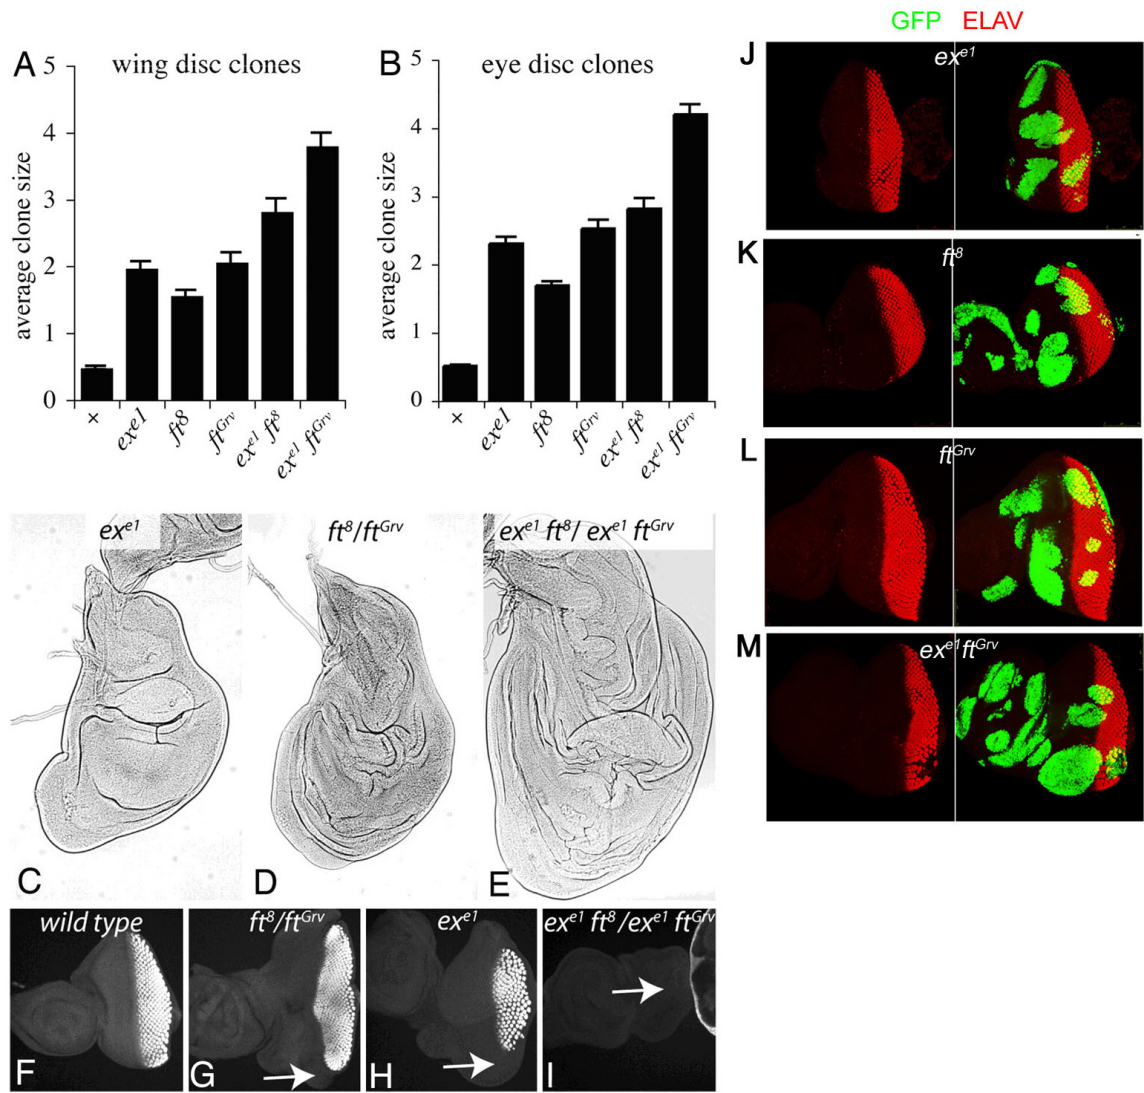 GFP ELAV
A wing disc clones
5
4
3
2
1
0
average clone size
+
exe1
ft8
ftGrv
exe1 ft8
exe1 ftGrv
B eye disc clones
5
4
3
2
1
0
average clone size
+
exe1
ft8
ftGrv
exe1 ft8
exe1 ftGrv
J exe1
K ft8
L ftGrv
M exe1 ftGrv
exe1
C
ft8/ftGrv
D
exe1 ft8/ exe1 ftGrv
E
wild type
F
ft8/ftGrv
G
exe1
H
exe1 ft8/exe1 ftGrv
I